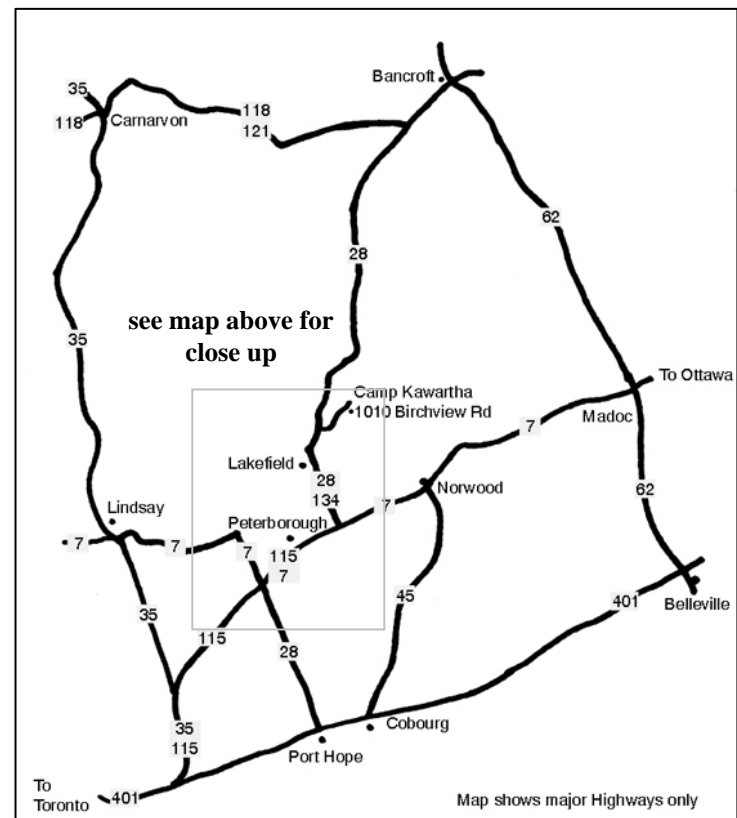 Bancroft
35
118
Carnarvon
118
121
62
28
see map above for
close up
35
To Ottawa
Camp Kawartha
1010 Birchview Rd
Madoc
7
Lakefield
28
134
Norwood
62
7
Lindsay
Peterborough
7
7
7
115
7
45
401
Belleville
35
115
28
35
115
Cobourg
Port Hope
To
Toronto
401
Map shows major Highways only